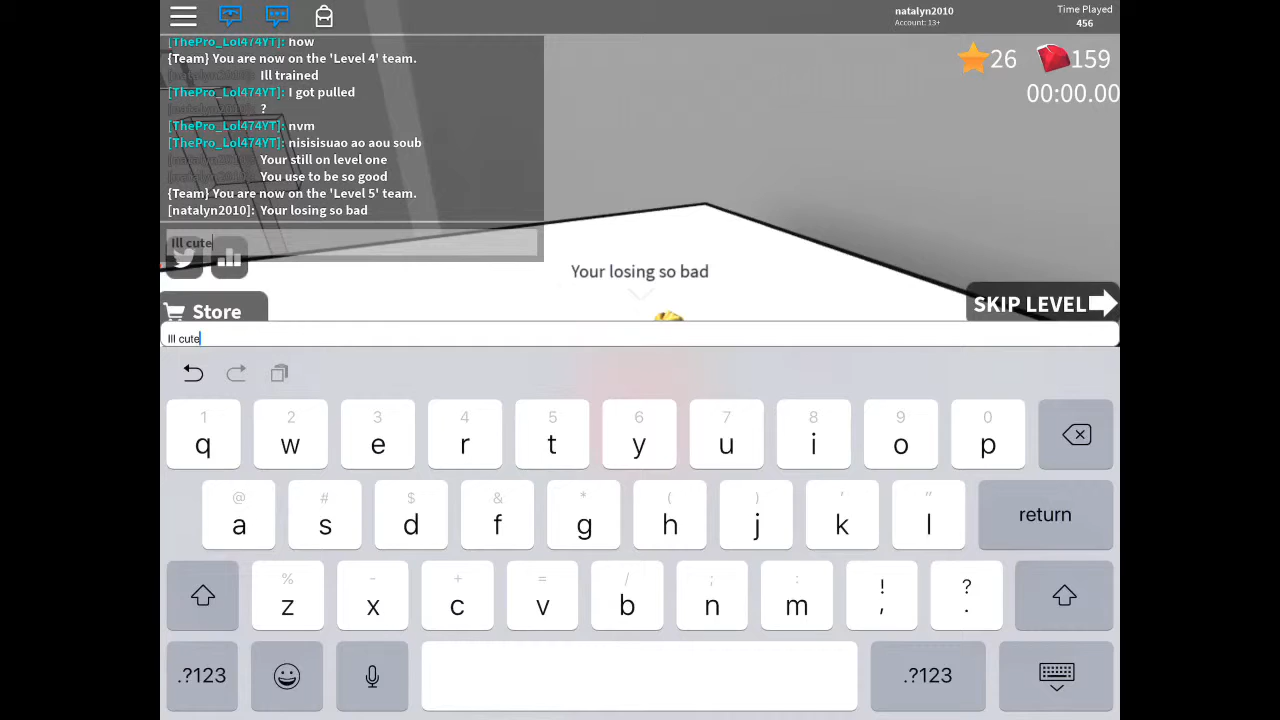 natalyn2010
Account: 13+
Time Played
456
[ThePro_Lol474YT]: how
{Team} You are now on the 'Level 4' team.
[natalyn2010]: Ill trained
[ThePro_Lol474YT]: I got pulled
[natalyn2010]: ?
[ThePro_Lol474YT]: nvm
[ThePro_Lol474YT]: nisisisuao ao aou soub
[natalyn2010]: Your still on level one
[natalyn2010]: You use to be so good
{Team} You are now on the 'Level 5' team.
[natalyn2010]: Your losing so bad
Ill cute
26
159
00:00.00
Your losing so bad
Store
SKIP LEVEL
Ill cute
1 2 3 4 5 6 7 8 9 0
q w e r t y u i o p
@ # $ & * ( ) ' "
a s d f g h j k l return
% - + = / ; : ! ?
z x c v b n m , .
.?123 .?123